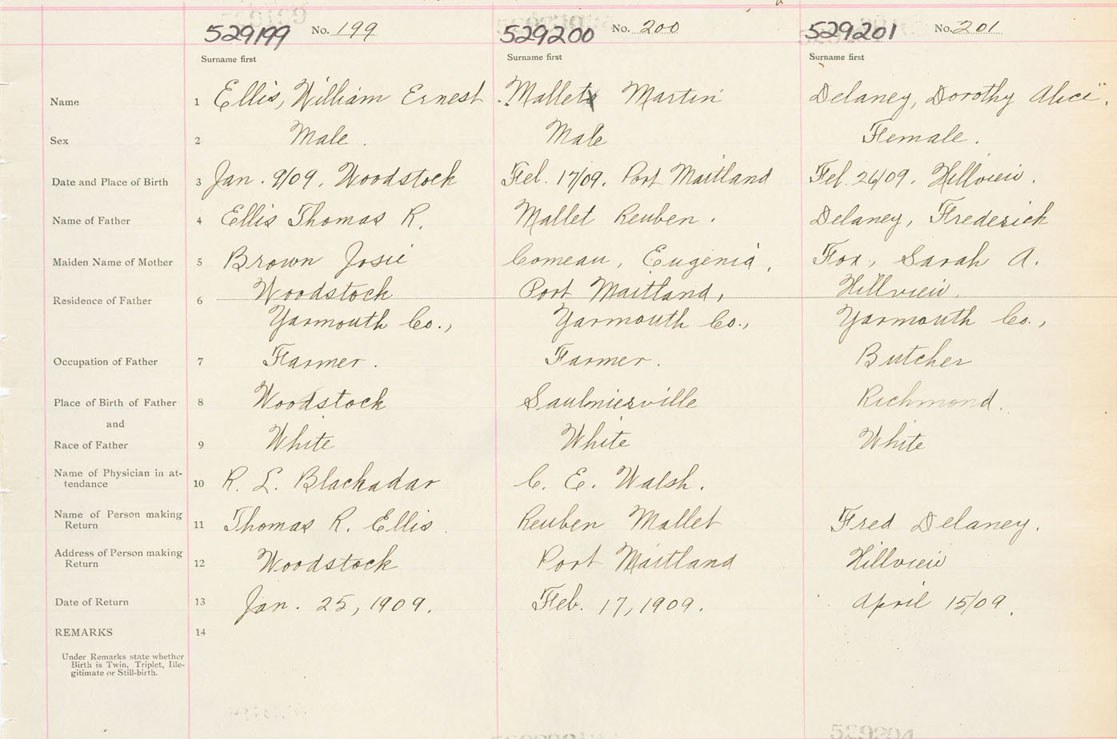 529199 No. 199 529200 No. 200 529201 No. 201
Surname first Surname first Surname first
Name 1 Ellis, William Ernest Mallet Martin Delaney, Dorothy Alice
Sex 2 Male. Male Female.
Date and Place of Birth 3 Jan. 9/09. Woodstock Feb. 17/09. Port Maitland Feb. 26/09. Hillview.
Name of Father 4 Ellis Thomas R. Mallet Reuben. Delaney, Frederick
Maiden Name of Mother 5 Brown Josie Comeau, Eugenia, Fox, Sarah A.
Residence of Father 6 Woodstock Port Maitland, Hillview.
Yarmouth Co., Yarmouth Co., Yarmouth Co.,
Occupation of Father 7 Farmer. Farmer. Butcher
Place of Birth of Father 8 Woodstock Saulnierville Richmond.
and
Race of Father 9 White White White
Name of Physician in at-
tendance 10 R. L. Blackadar C. E. Walsh.
Name of Person making
Return 11 Thomas R. Ellis Reuben Mallet Fred Delaney.
Address of Person making
Return 12 Woodstock Port Maitland Hillview
Date of Return 13 Jan. 25, 1909. Feb. 17, 1909. April 15/09.
REMARKS 14
Under Remarks state whether
Birth is Twin, Triplet, Ille-
gitimate or Still-birth.
529204